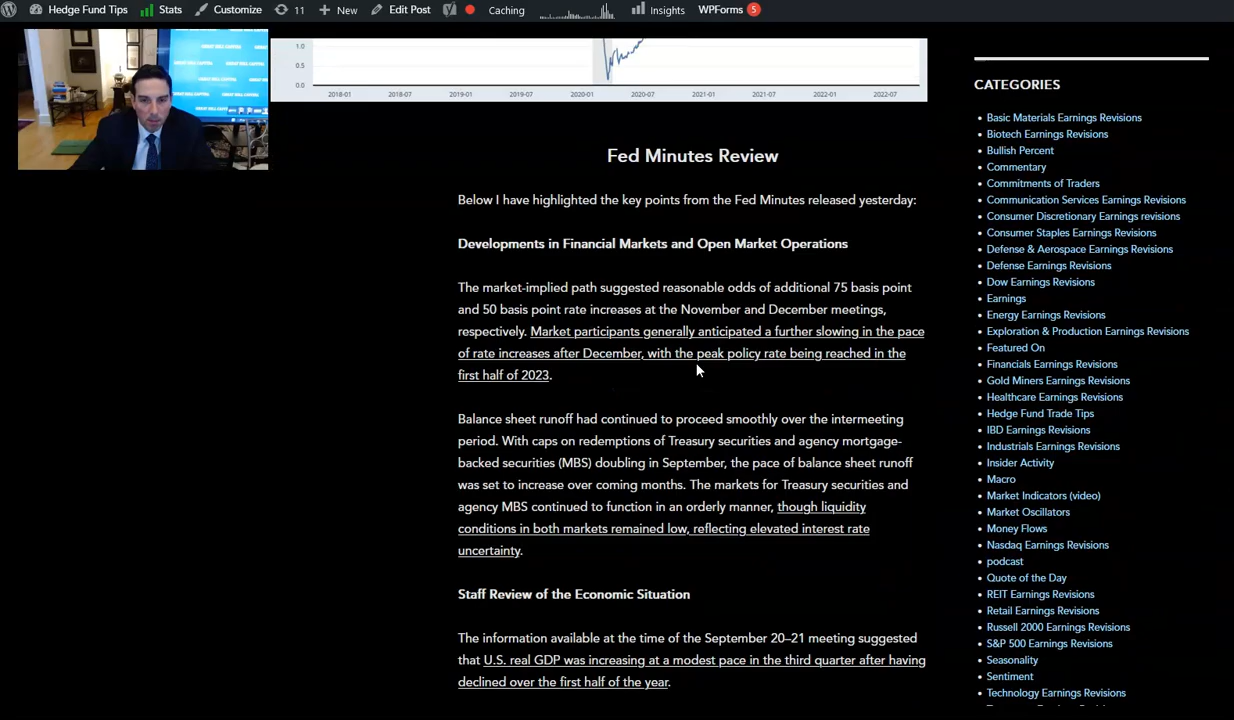 Hedge Fund Tips
Stats
Customize
11
New
Edit Post
Caching
Insights
WPForms
5
GREAT HILL CAPITAL
1.0
0.5
0.0
2018-01
2018-07
2019-01
2019-07
2020-01
2020-07
2021-01
2021-07
2022-01
2022-07
Fed Minutes Review
Below I have highlighted the key points from the Fed Minutes released yesterday:
Developments in Financial Markets and Open Market Operations
The market-implied path suggested reasonable odds of additional 75 basis point
and 50 basis point rate increases at the November and December meetings,
respectively. Market participants generally anticipated a further slowing in the pace
of rate increases after December, with the peak policy rate being reached in the
first half of 2023.
Balance sheet runoff had continued to proceed smoothly over the intermeeting
period. With caps on redemptions of Treasury securities and agency mortgage-
backed securities (MBS) doubling in September, the pace of balance sheet runoff
was set to increase over coming months. The markets for Treasury securities and
agency MBS continued to function in an orderly manner, though liquidity
conditions in both markets remained low, reflecting elevated interest rate
uncertainty.
Staff Review of the Economic Situation
The information available at the time of the September 20–21 meeting suggested
that U.S. real GDP was increasing at a modest pace in the third quarter after having
declined over the first half of the year.
CATEGORIES
Basic Materials Earnings Revisions
Biotech Earnings Revisions
Bullish Percent
Commentary
Commitments of Traders
Communication Services Earnings Revisions
Consumer Discretionary Earnings revisions
Consumer Staples Earnings Revisions
Defense & Aerospace Earnings Revisions
Defense Earnings Revisions
Dow Earnings Revisions
Earnings
Energy Earnings Revisions
Exploration & Production Earnings Revisions
Featured On
Financials Earnings Revisions
Gold Miners Earnings Revisions
Healthcare Earnings Revisions
Hedge Fund Trade Tips
IBD Earnings Revisions
Industrials Earnings Revisions
Insider Activity
Macro
Market Indicators (video)
Market Oscillators
Money Flows
Nasdaq Earnings Revisions
podcast
Quote of the Day
REIT Earnings Revisions
Retail Earnings Revisions
Russell 2000 Earnings Revisions
S&P 500 Earnings Revisions
Seasonality
Sentiment
Technology Earnings Revisions